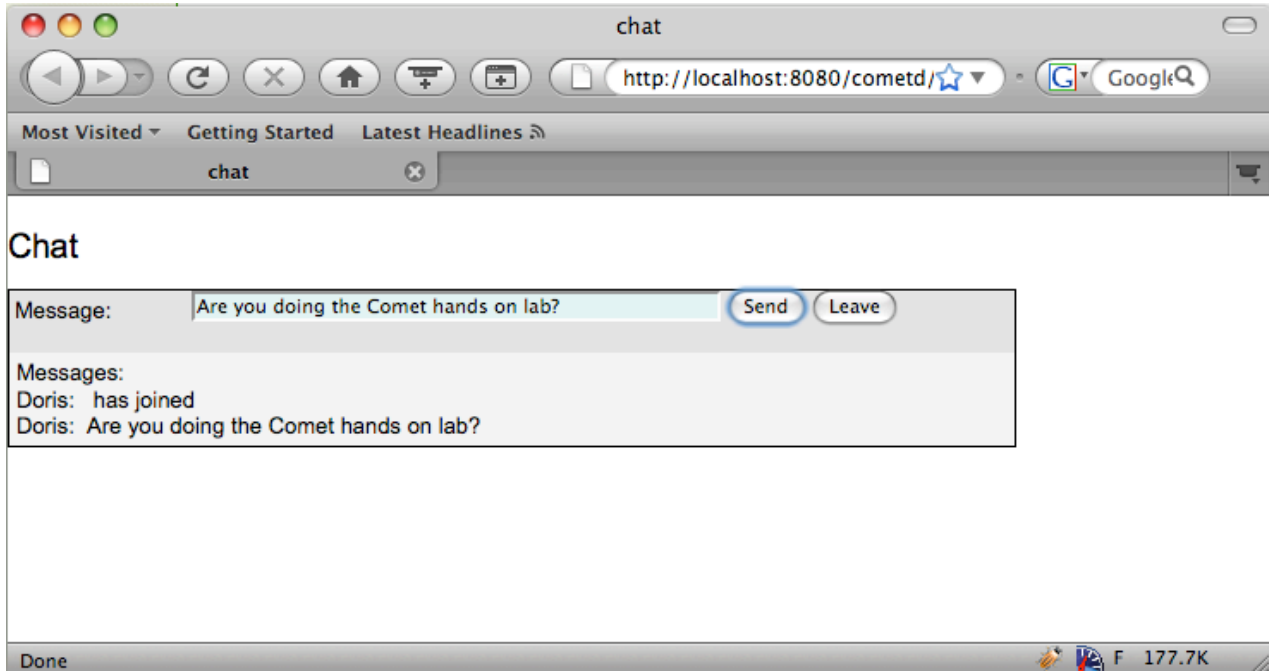 chat
http://localhost:8080/cometd/
G Google
Most Visited Getting Started Latest Headlines
chat
Chat
Message: Are you doing the Comet hands on lab? Send Leave
Messages:
Doris: has joined
Doris: Are you doing the Comet hands on lab?
Done F 177.7K